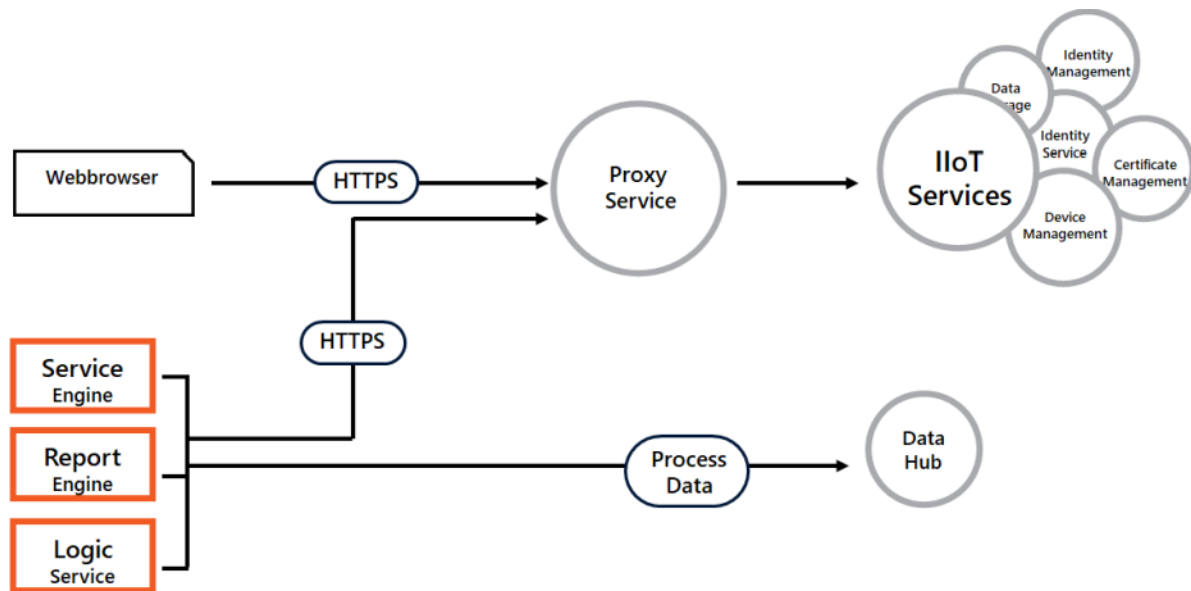 Identity
Management
Data
Webbrowser
HTTPS
Proxy
Service
IIoT
Services
Identity
Service
Certificate
Management
Device
Management
HTTPS
Service
Engine
Report
Engine
Logic
Service
Process
Data
Data
Hub